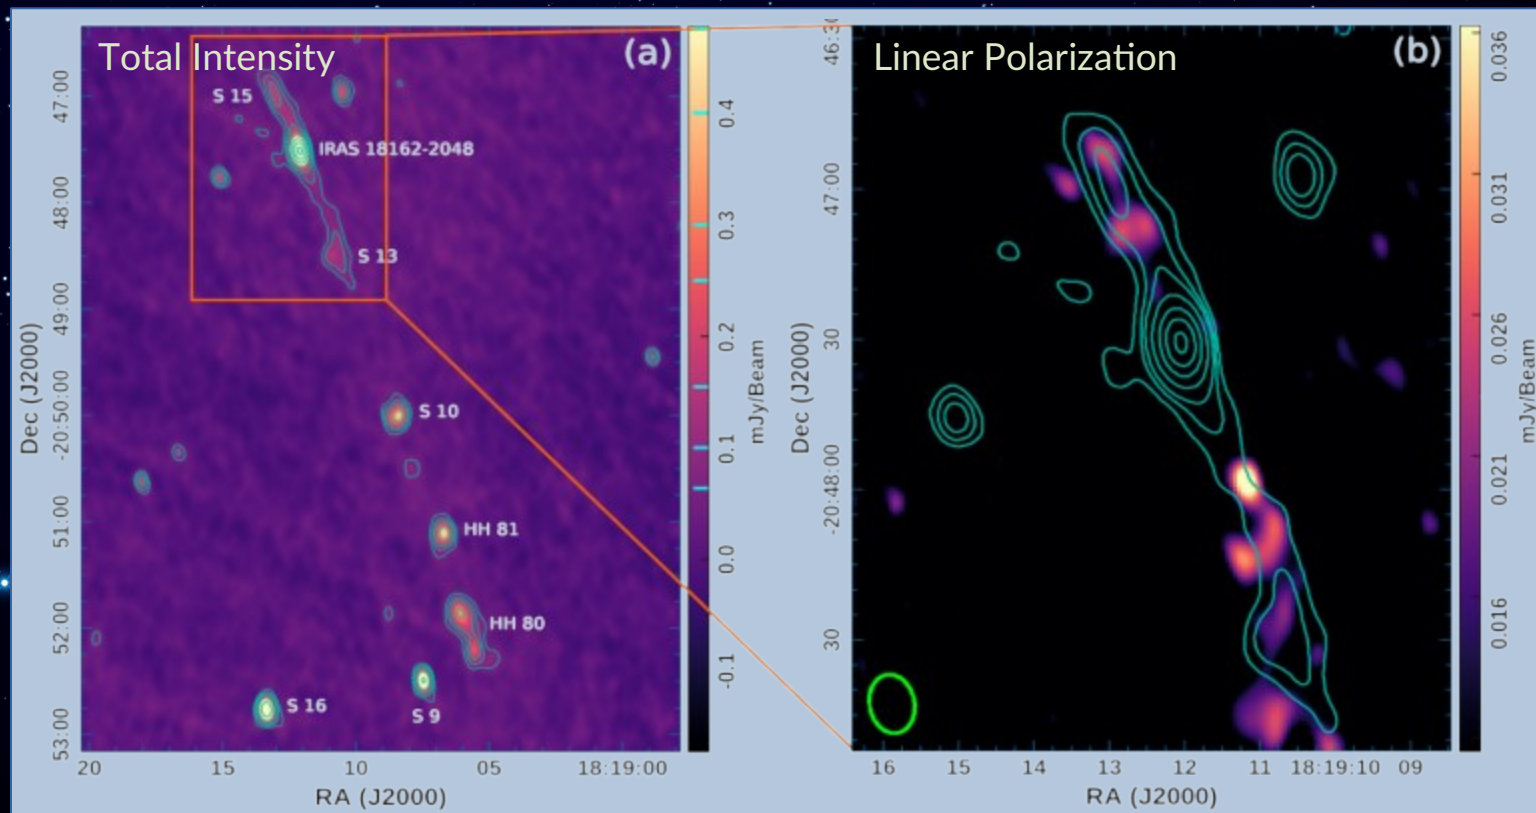 Total Intensity
(a)
S 15
IRAS 18162-2048
S 13
S 10
HH 81
HH 80
S 16
S 9
47:00
48:00
49:00
-20:50:00
51:00
52:00
53:00
Dec (J2000)
20
15
10
05
18:19:00
RA (J2000)
0.4
0.3
0.2
0.1
0.0
-0.1
mJy/Beam
Linear Polarization
(b)
47:00
30
-20:48:00
30
Dec (J2000)
16
15
14
13
12
11
18:19:10
09
RA (J2000)
0.036
0.031
0.026
0.021
0.016
mJy/Beam